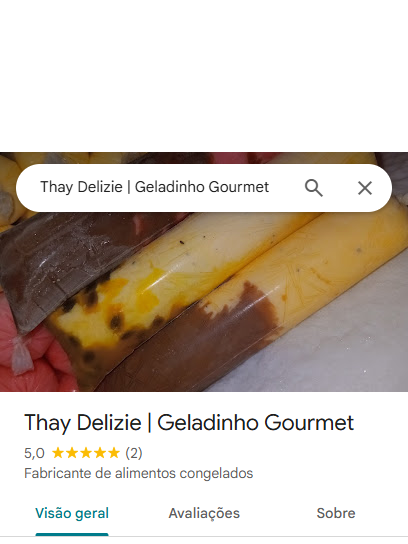 Thay Delizie | Geladinho Gourmet
Thay Delizie | Geladinho Gourmet
5,0 ★★★★★ (2)
Fabricante de alimentos congelados
Visão geral Avaliações Sobre